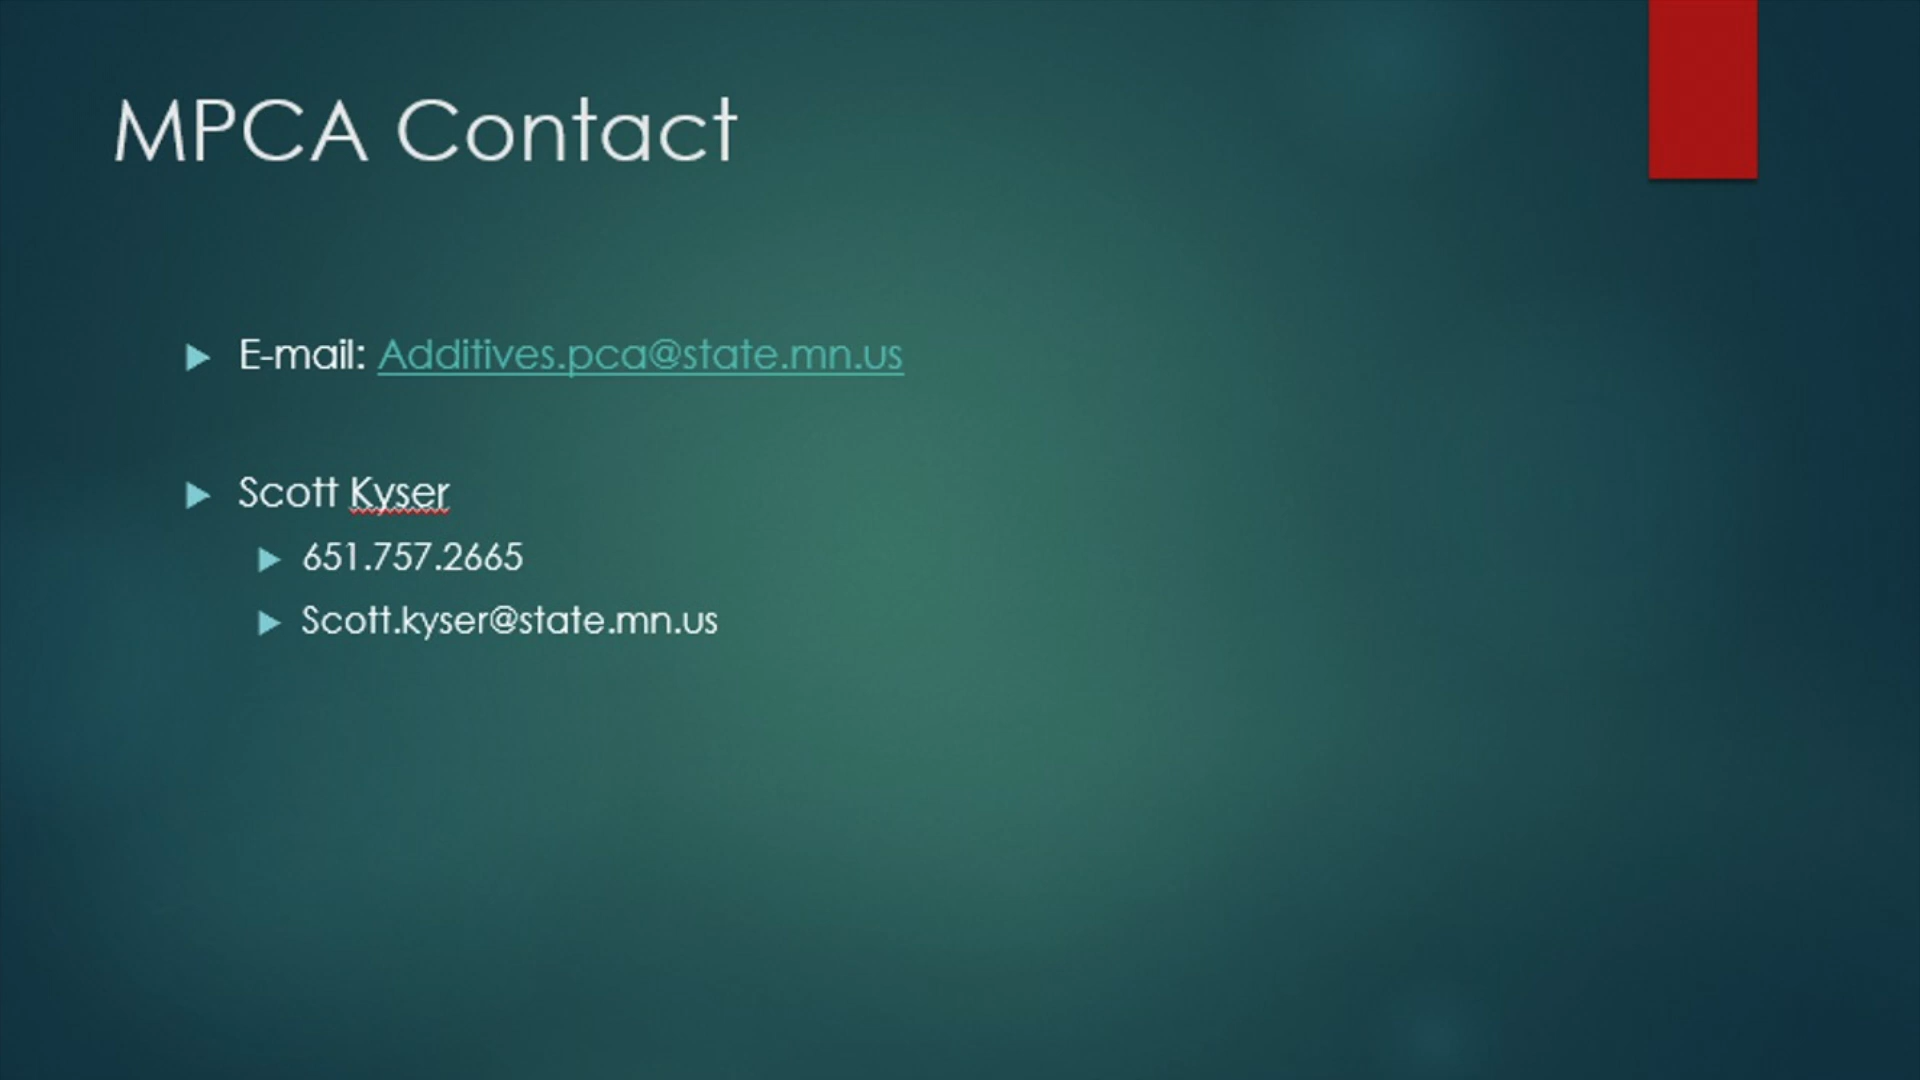 MPCA Contact
E-mail: Additives.pca@state.mn.us
Scott Kyser
651.757.2665
Scott.kyser@state.mn.us